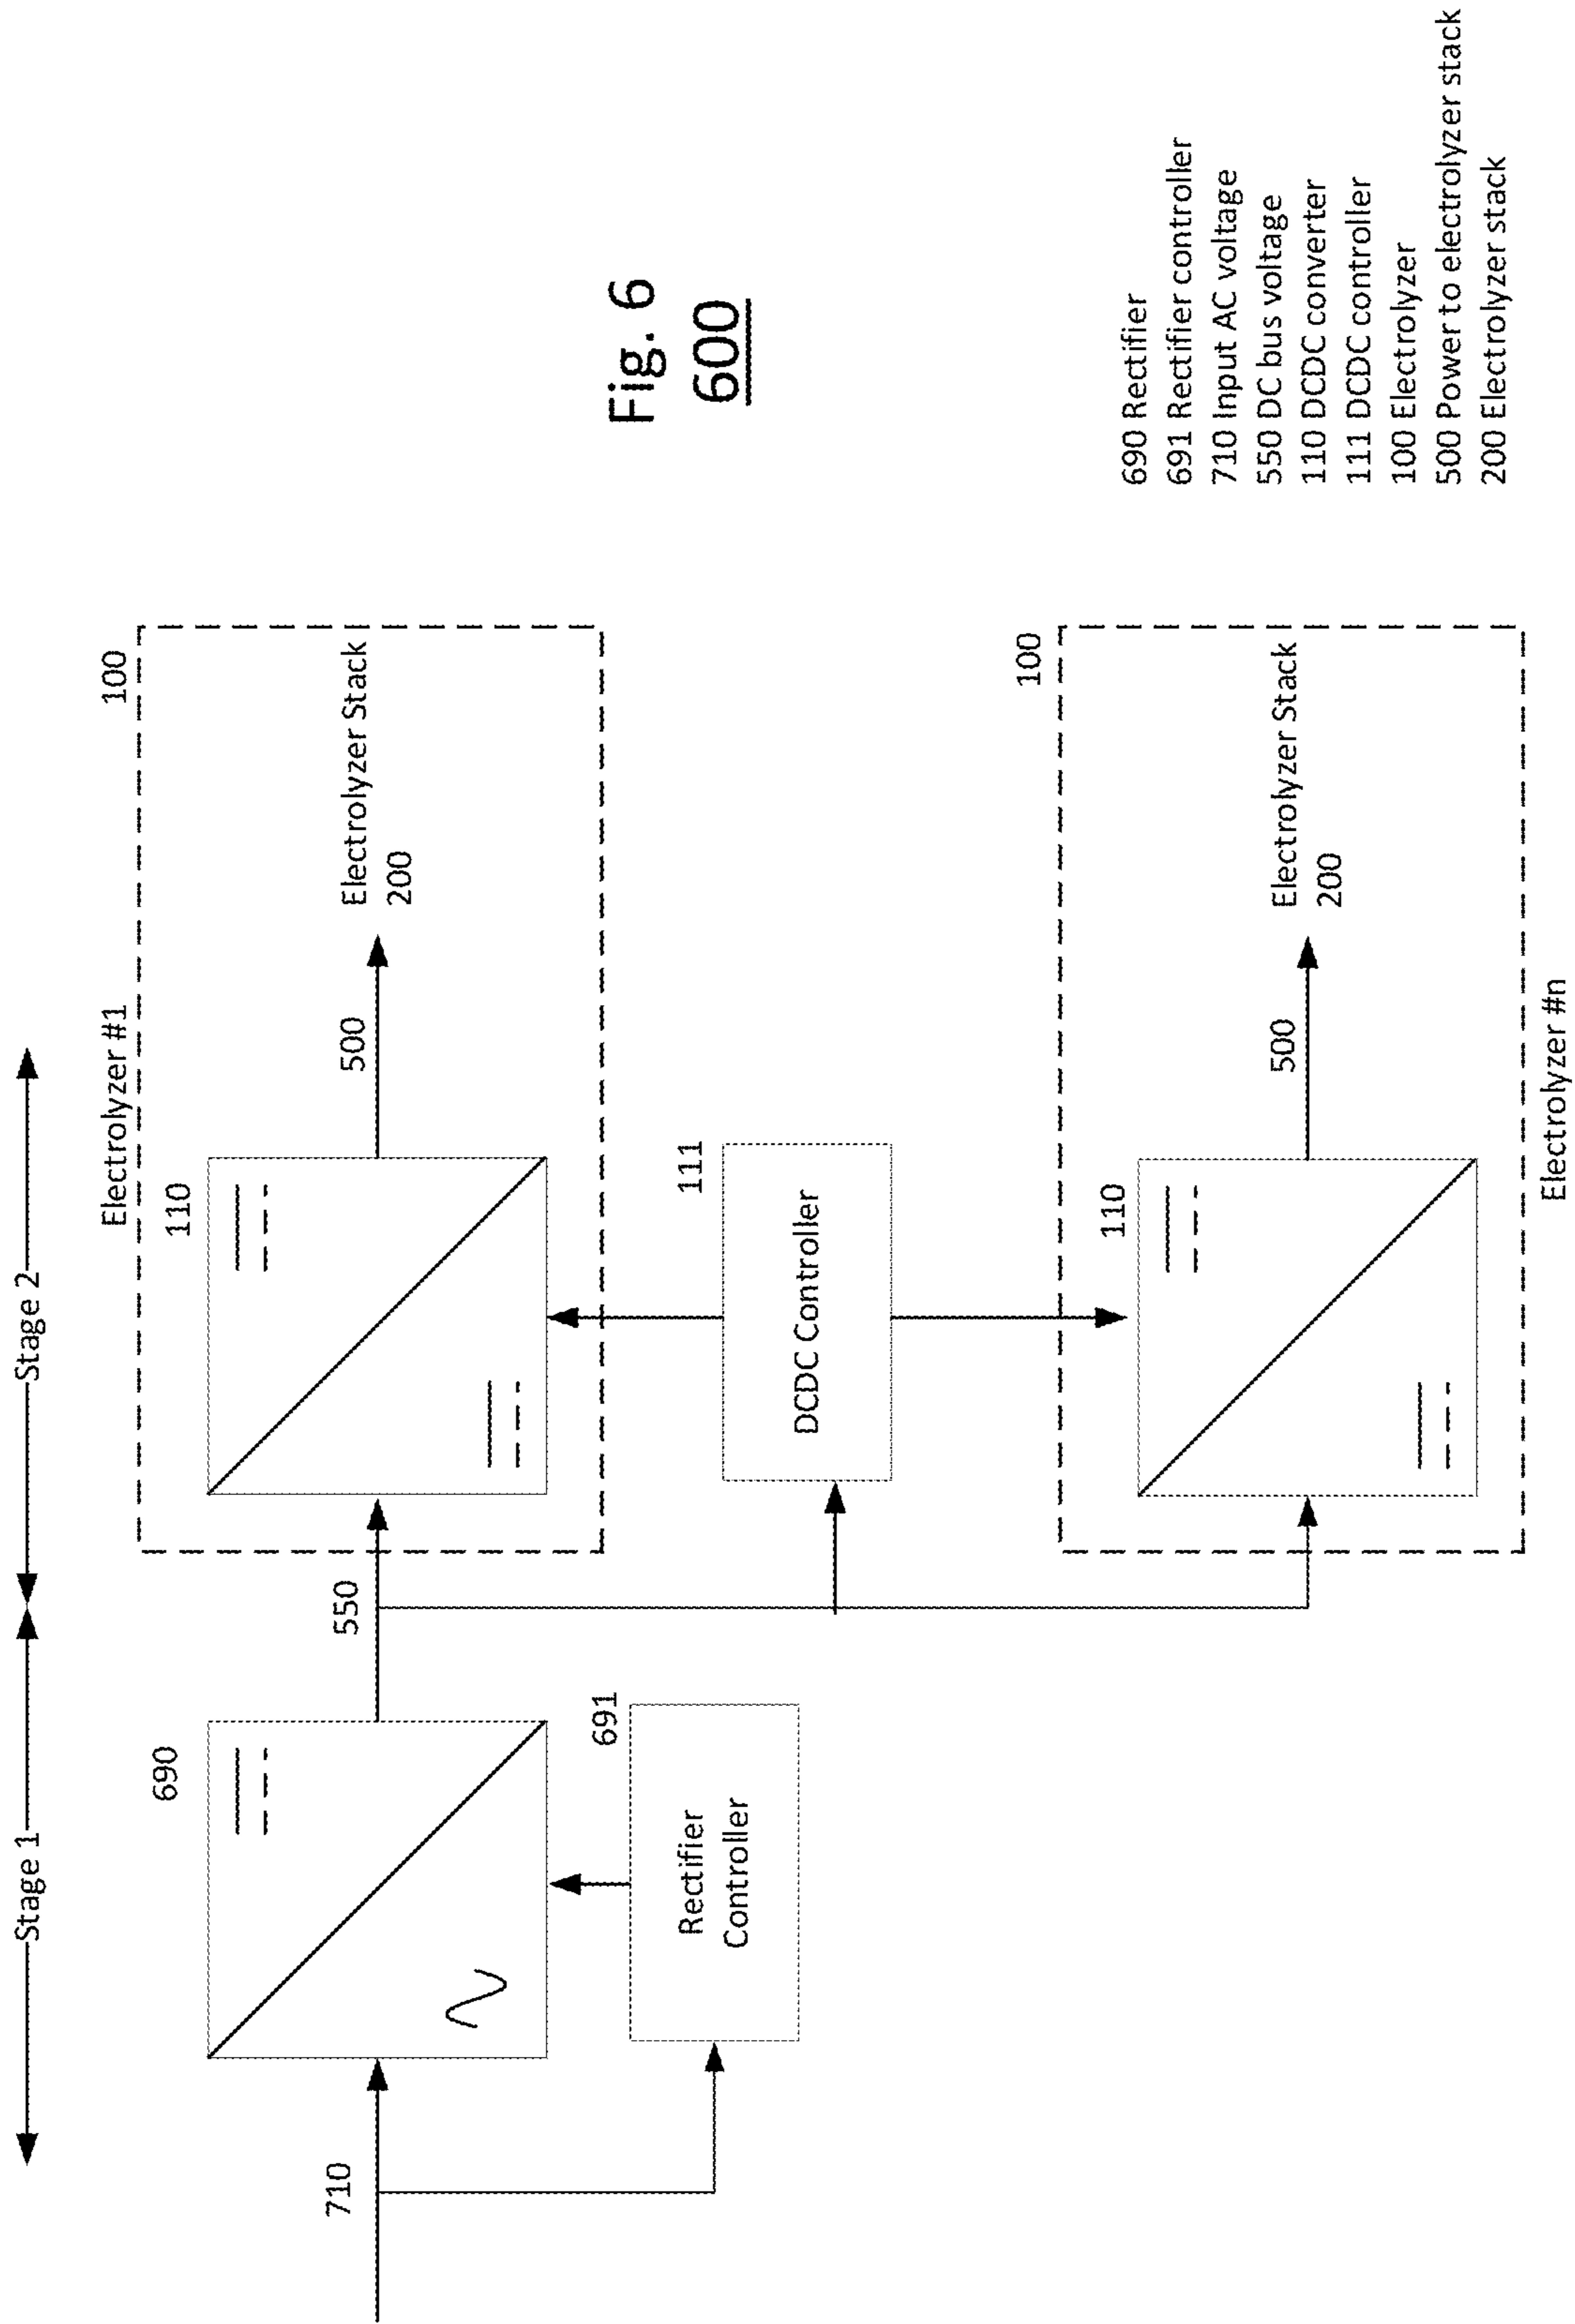 Stage 1
Stage 2
Electrolyzer #1
100
710
690
550
110
500
Electrolyzer Stack
200
691
Rectifier
Controller
111
DCDC Controller
100
110
500
Electrolyzer Stack
200
Electrolyzer #n
Fig. 6
600
690 Rectifier
691 Rectifier controller
710 Input AC voltage
550 DC bus voltage
110 DCDC converter
111 DCDC controller
100 Electrolyzer
500 Power to electrolyzer stack
200 Electrolyzer stack